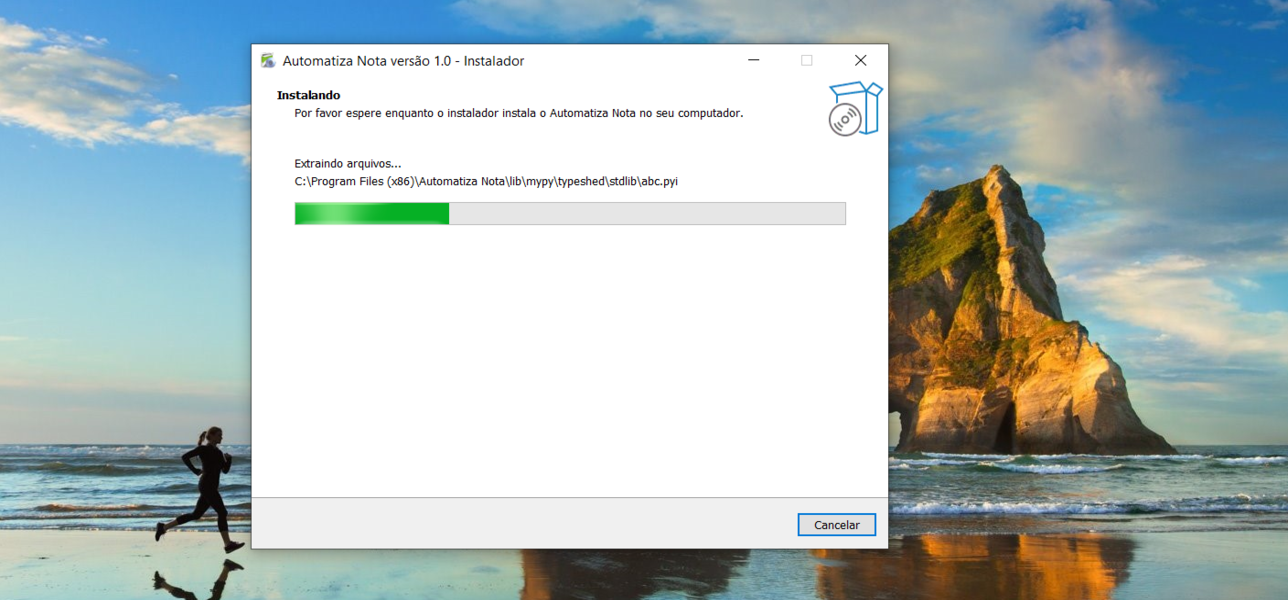 Automatiza Nota versão 1.0 - Instalador
Instalando
Por favor espere enquanto o instalador instala o Automatiza Nota no seu computador.
Extraindo arquivos...
C:\Program Files (x86)\Automatiza Nota\lib\mypy\typeshed\stdlib\abc.pyi
Cancelar